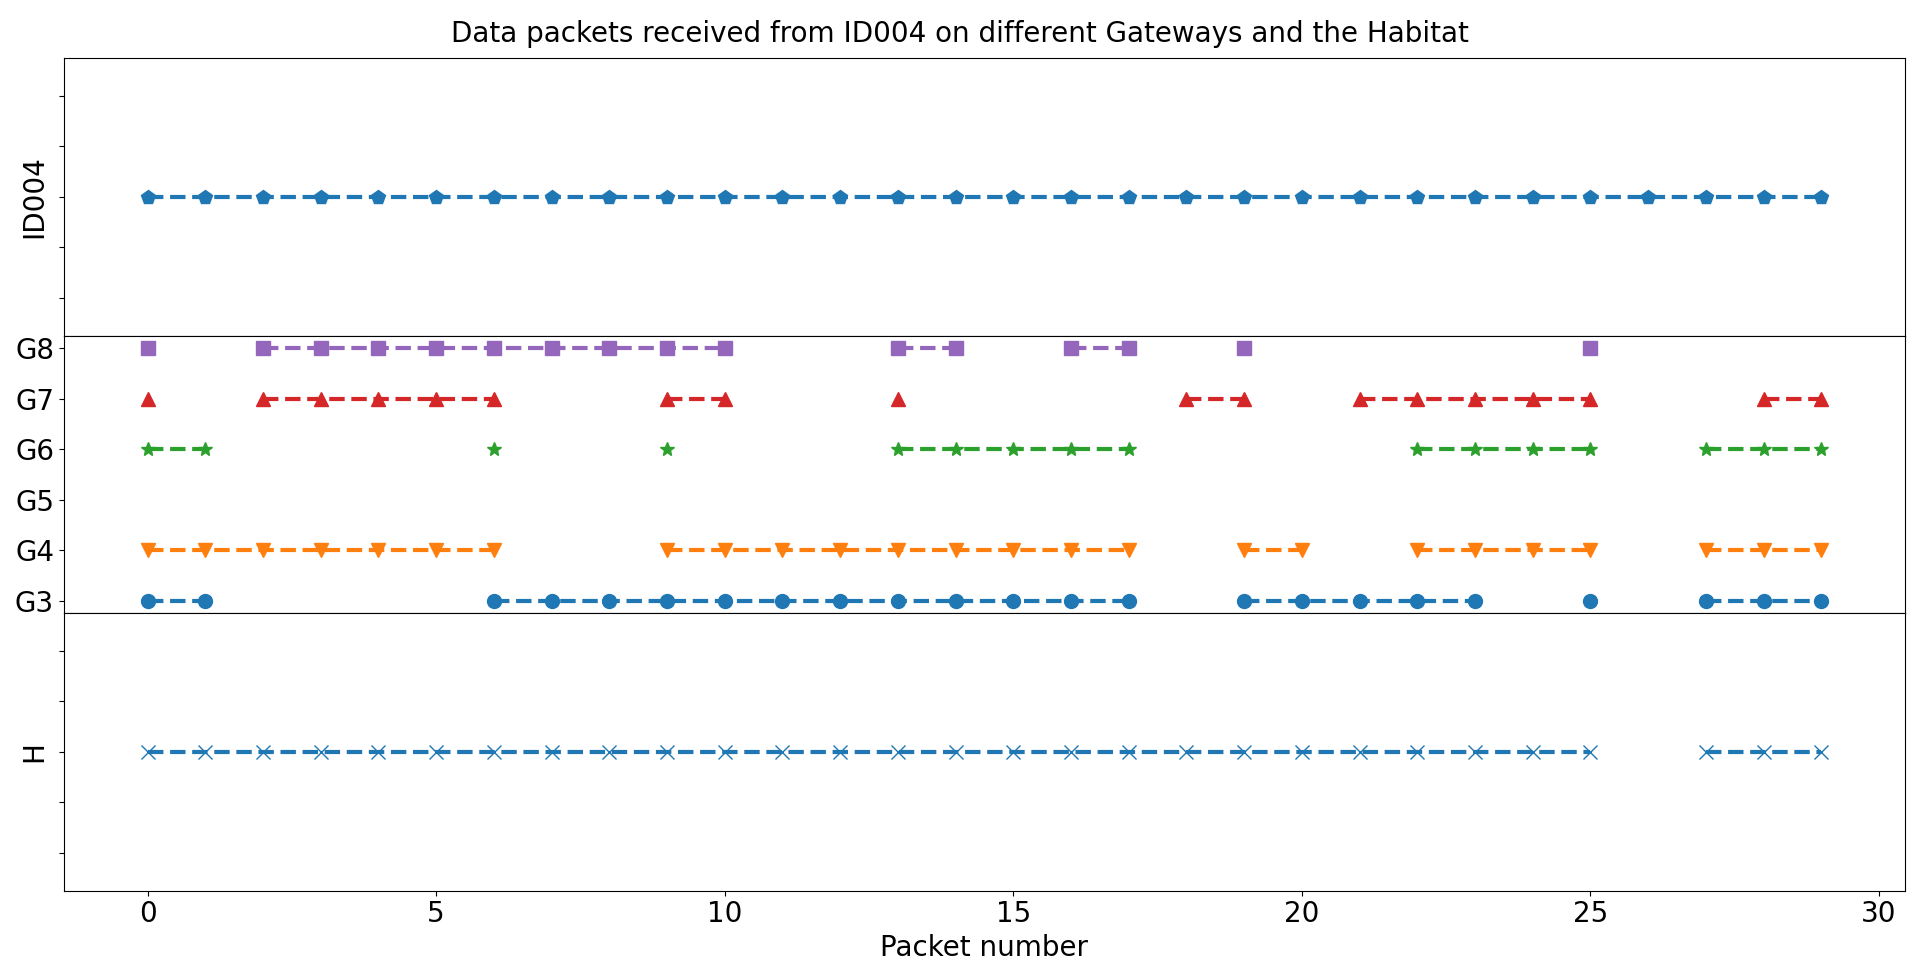 Data packets received from ID004 on different Gateways and the Habitat
ID004
G8
G7
G6
G5
G4
G3
H
0 5 10 15 20 25 30
Packet number